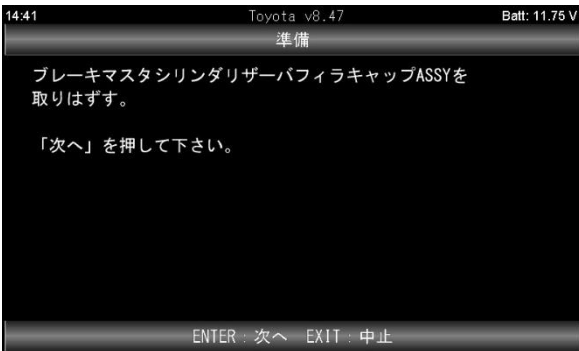 14:41 Toyota v8.47 Batt: 11.75 V
準備
ブレーキマスタシリンダリザーバフィラキャップASSYを
取りはずす。
「次へ」を押して下さい。
ENTER:次へ EXIT:中止